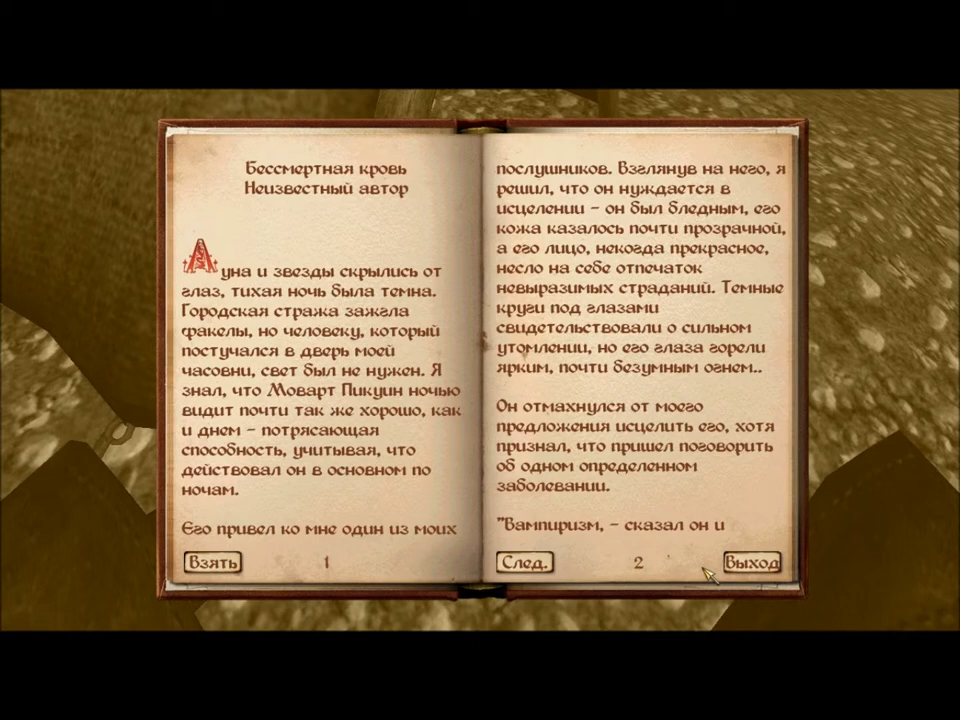 Бессмертная кровь
Неизвестный автор
Луна и звезды скрылись от
глаз, тихая ночь была темна.
Городская стража зажгла
факелы, но человеку, который
постучался в дверь моей
часовни, свет был не нужен. Я
знал, что Моварт Пикуин ночью
видит почти так же хорошо, как
и днем – потрясающая
способность, учитывая, что
действовал он в основном по
ночам.
Его привел ко мне один из моих
Взять
1
послушников. Взглянув на него, я
решил, что он нуждается в
исцелении – он был бледным, его
кожа казалось почти прозрачной,
а его лицо, некогда прекрасное,
несло на себе отпечаток
невыразимых страданий. Темные
круги под глазами
свидетельствовали о сильном
утомлении, но его глаза горели
ярким, почти безумным огнем..
Он отмахнулся от моего
предложения исцелить его, хотя
признал, что пришел поговорить
об одном определенном
заболевании.
"Вампиризм, – сказал он и
След.
2
Выход